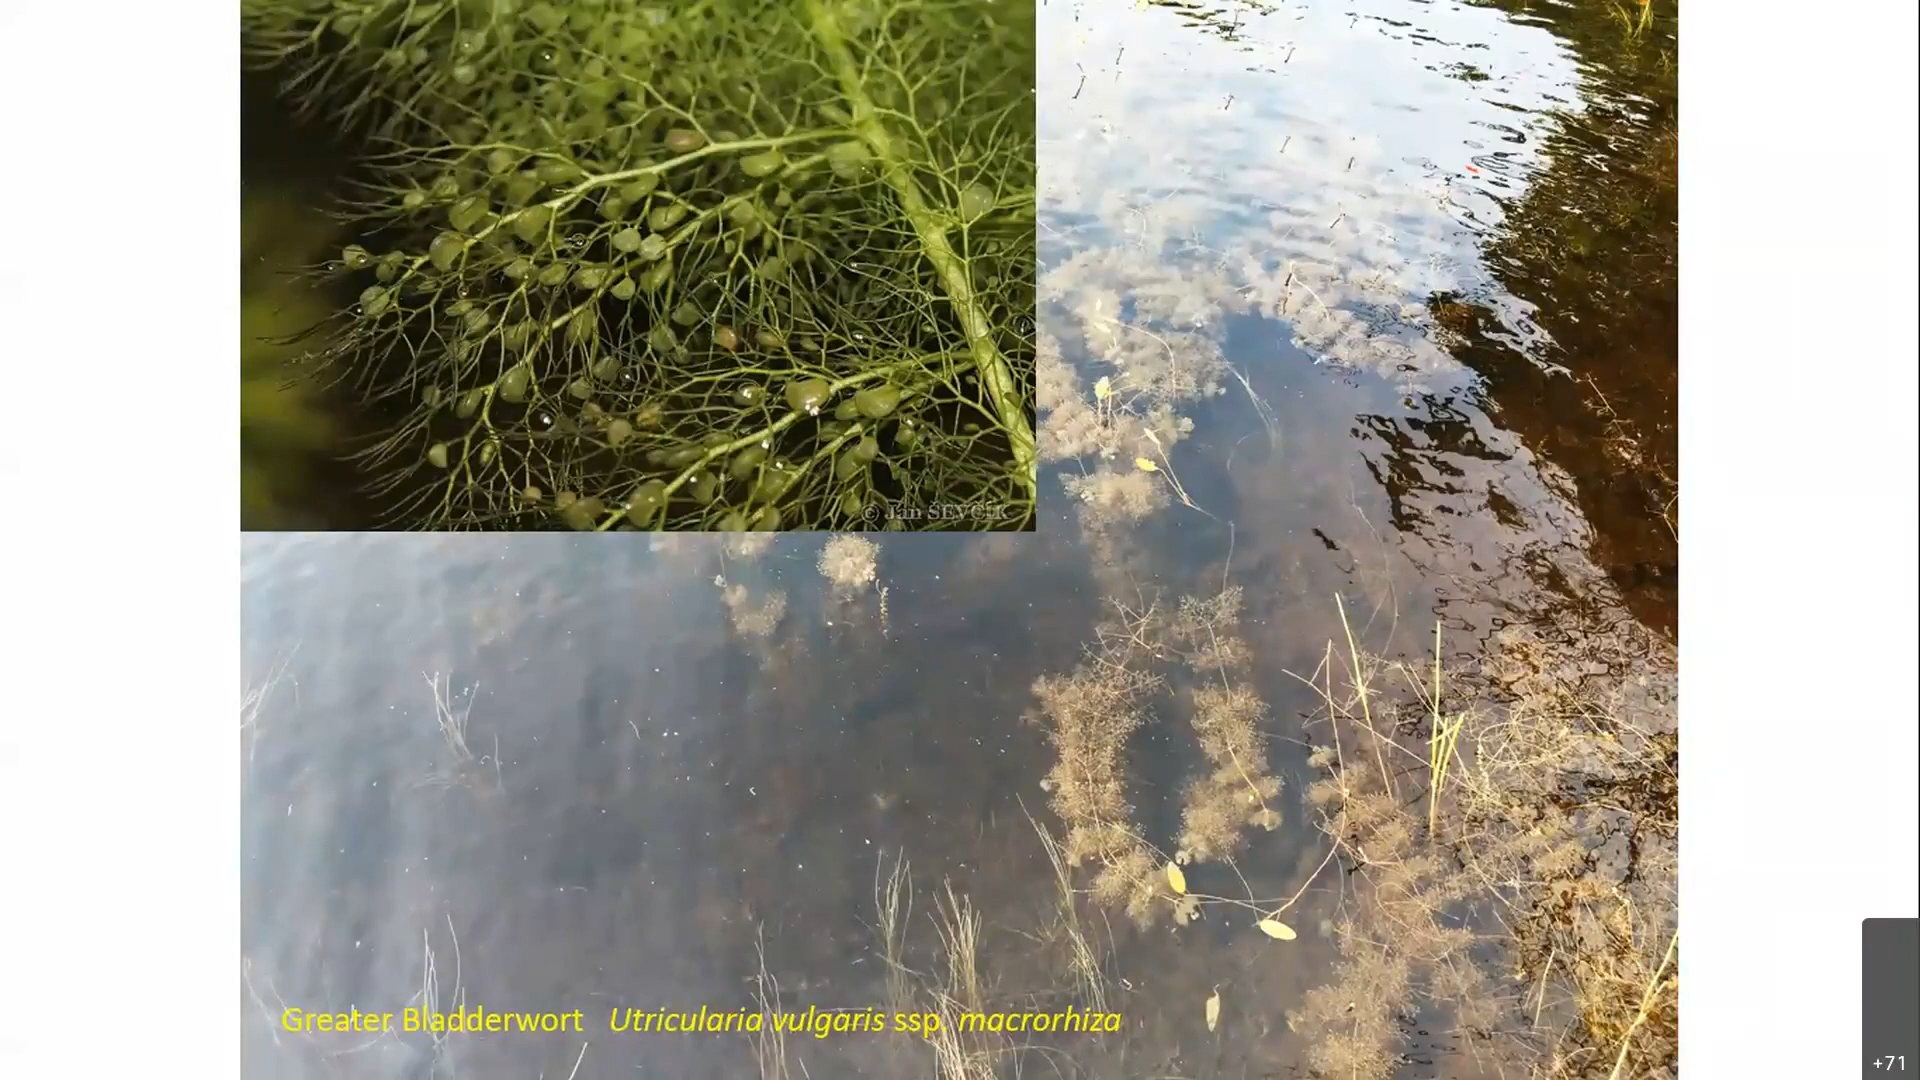 © Jan ŠEVČÍK
Greater Bladderwort Utricularia vulgaris ssp. macrorhiza
+71